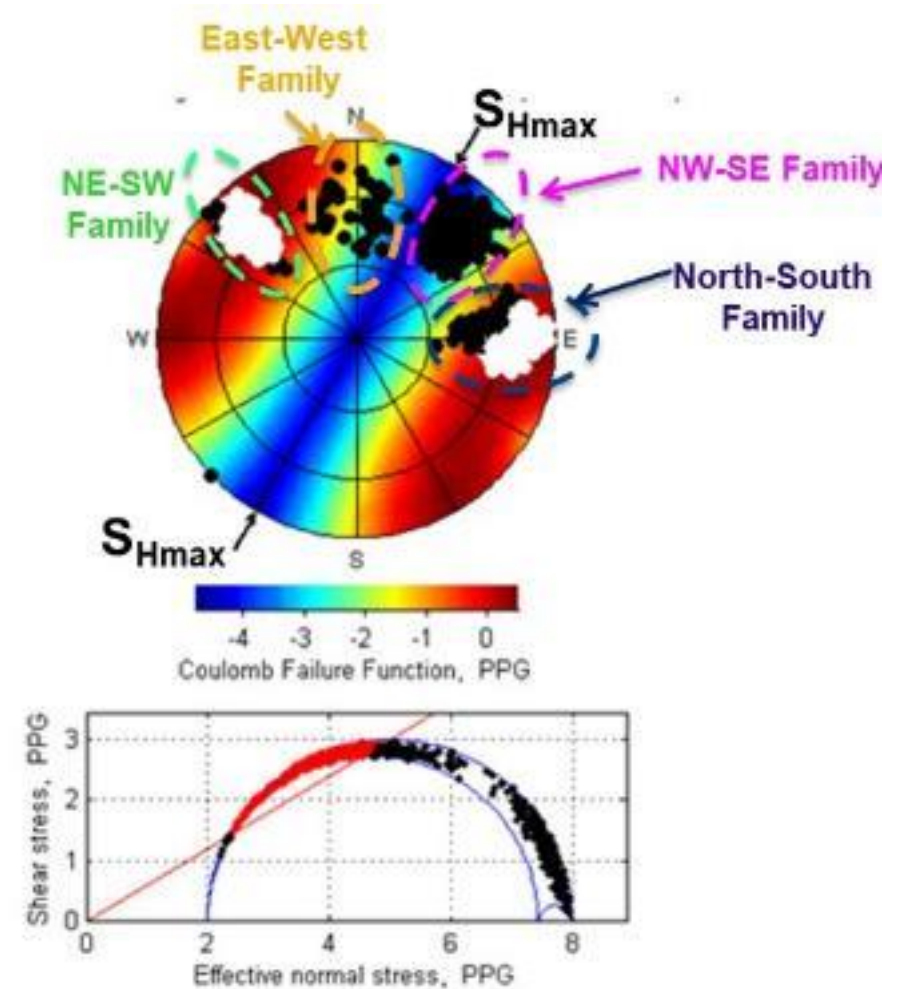 East-West
Family
N
SHmax
NE-SW
Family
NW-SE Family
North-South
Family
W
E
SHmax
S
-4 -3 -2 -1 0
Coulomb Failure Function, PPG
3
2
1
0
Shear stress, PPG
0 2 4 6 8
Effective normal stress, PPG